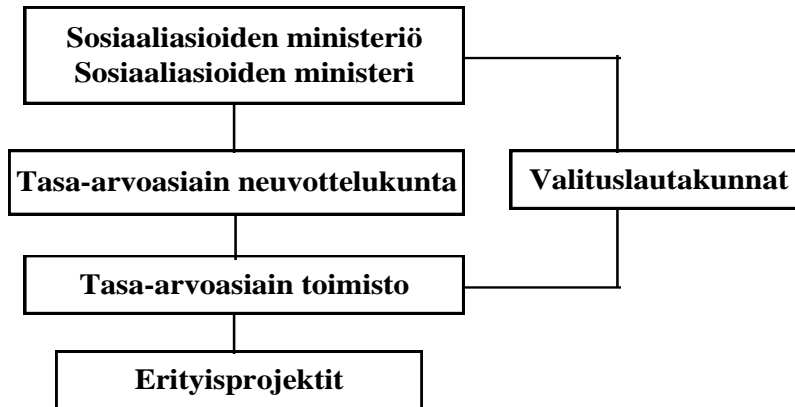 Sosiaaliasioiden ministeriö
Sosiaaliasioiden ministeri
Tasa-arvoasiain neuvottelukunta
Valituslautakunnat
Tasa-arvoasiain toimisto
Erityisprojektit